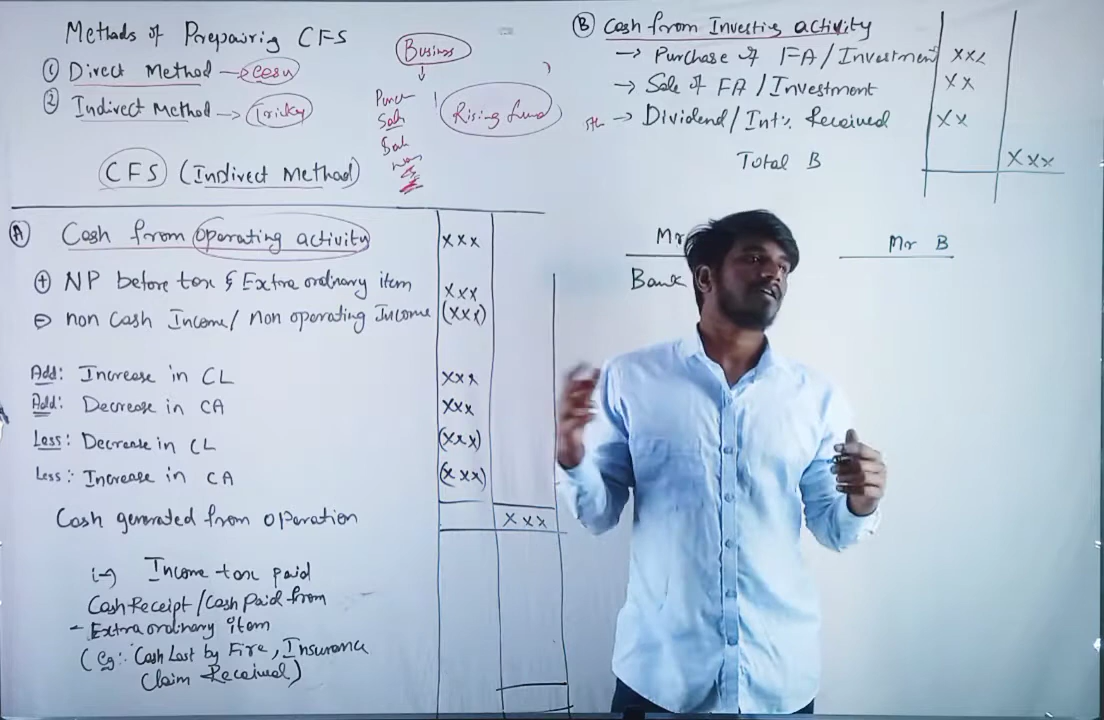 Methods of Prepairig CFS
① Direct Method → easy
② Indirect Method → Tricky
CFS (Indirect Method)
Business
Purch
Sale
Sal
Rising fund
Ⓐ Cash from operating activity xxx
⊕ NP before tax & Extra ordinary item xxx
⊖ non Cash Income/ Non operating Income (xxx)
Add: Increase in CL xxx
Add: Decrease in CA xxx
Less: Decrease in CL (xxx)
Less: Increase in CA (xxx)
Cash generated from operation xxx
(-) Income tax paid
Cash Receipt/Cash Paid from
- Extra ordinary item
(Eg: Cash Lost by Fire, Insurance
Claim Received)
Ⓑ Cash from Investing activity
→ Purchase of FA/Investment xxx
→ Sale of FA/Investment xx
→ Dividend/Int. Received xx
Total B xxx
Mr
Bank
Mr B